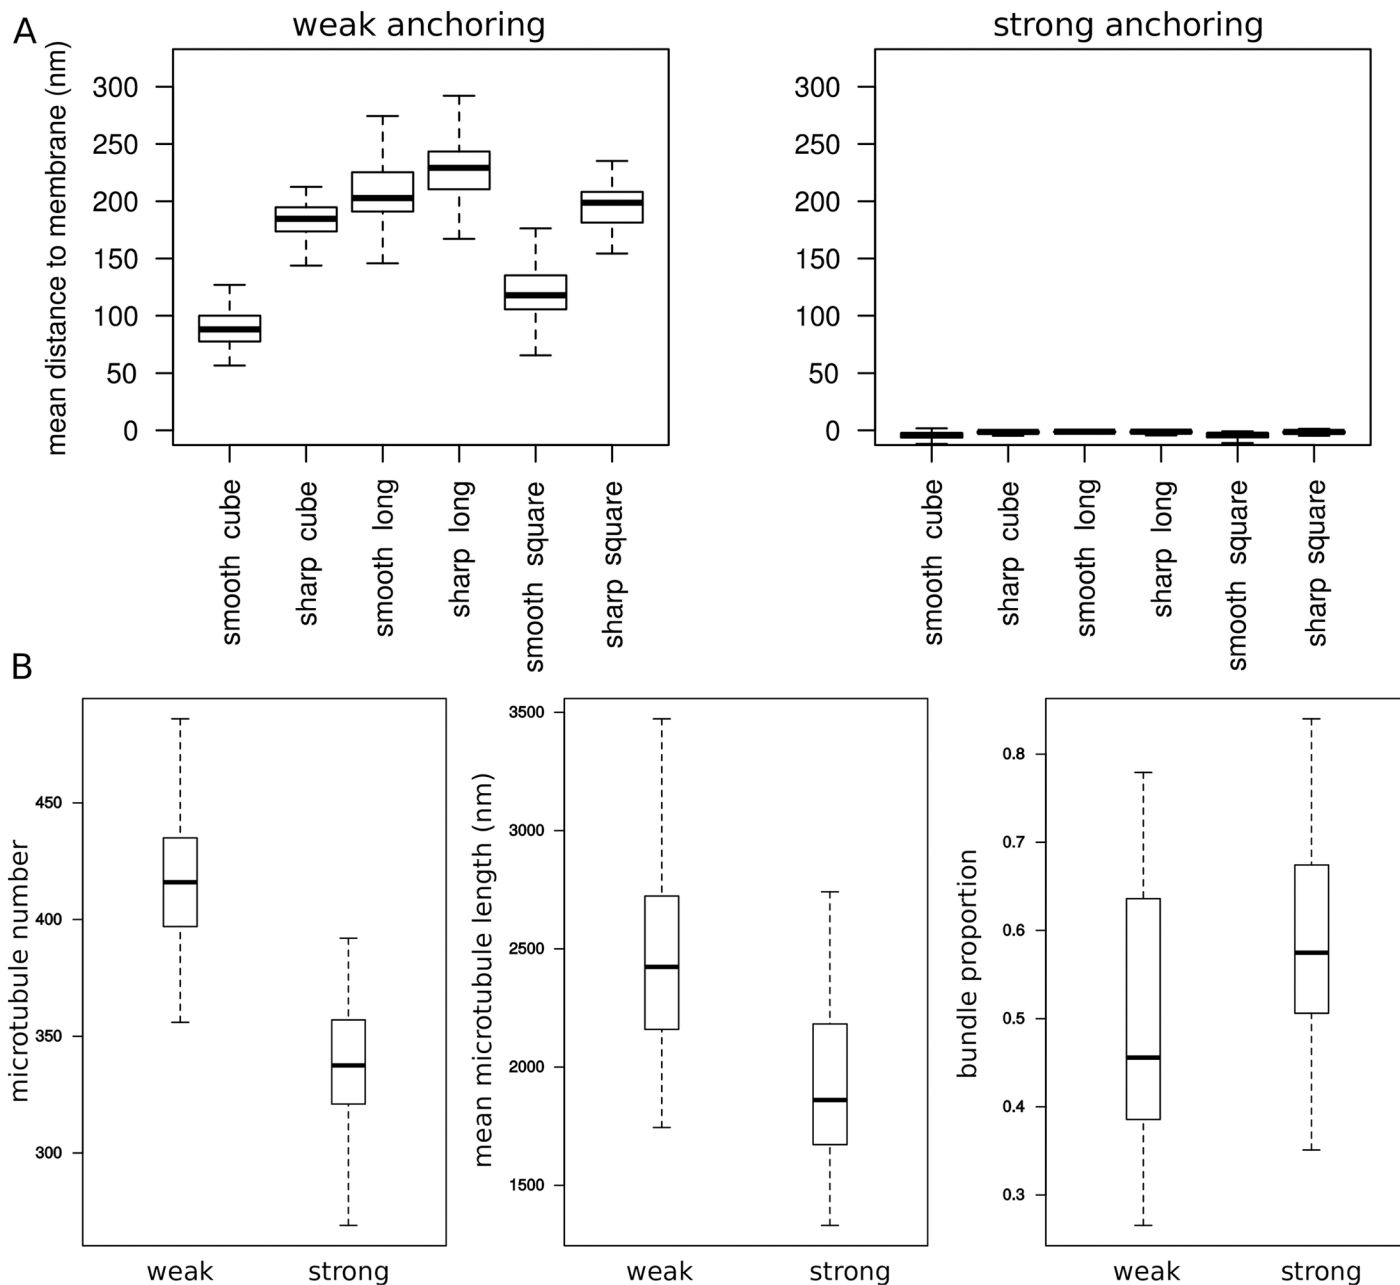 A
weak anchoring
strong anchoring
mean distance to membrane (nm)
300
250
200
150
100
50
0
smooth cube
sharp cube
smooth long
sharp long
smooth square
sharp square
300
250
200
150
100
50
0
smooth cube
sharp cube
smooth long
sharp long
smooth square
sharp square
B
microtubule number
450
400
350
300
weak
strong
mean microtubule length (nm)
3500
3000
2500
2000
1500
weak
strong
bundle proportion
0.8
0.7
0.6
0.5
0.4
0.3
weak
strong